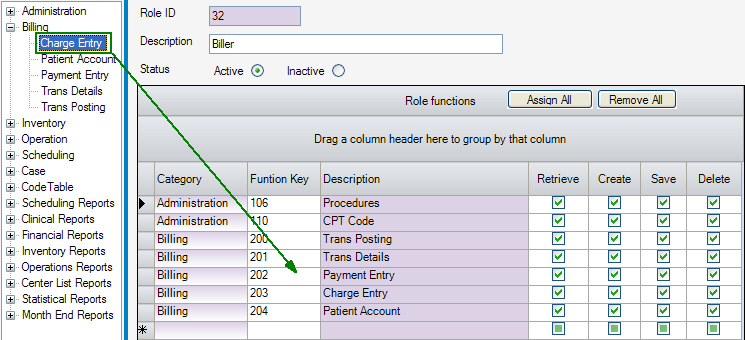 Administration
Billing
Charge Entry
Patient Account
Payment Entry
Trans Details
Trans Posting
Inventory
Operation
Scheduling
Case
CodeTable
Scheduling Reports
Clinical Reports
Financial Reports
Inventory Reports
Operations Reports
Center List Reports
Statistical Reports
Month End Reports
Role ID 32
Description Biller
Status Active Inactive
Role functions Assign All Remove All
Drag a column header here to group by that column
Category Funtion Key Description Retrieve Create Save Delete
Administration 106 Procedures
Administration 110 CPT Code
Billing 200 Trans Posting
Billing 201 Trans Details
Billing 202 Payment Entry
Billing 203 Charge Entry
Billing 204 Patient Account